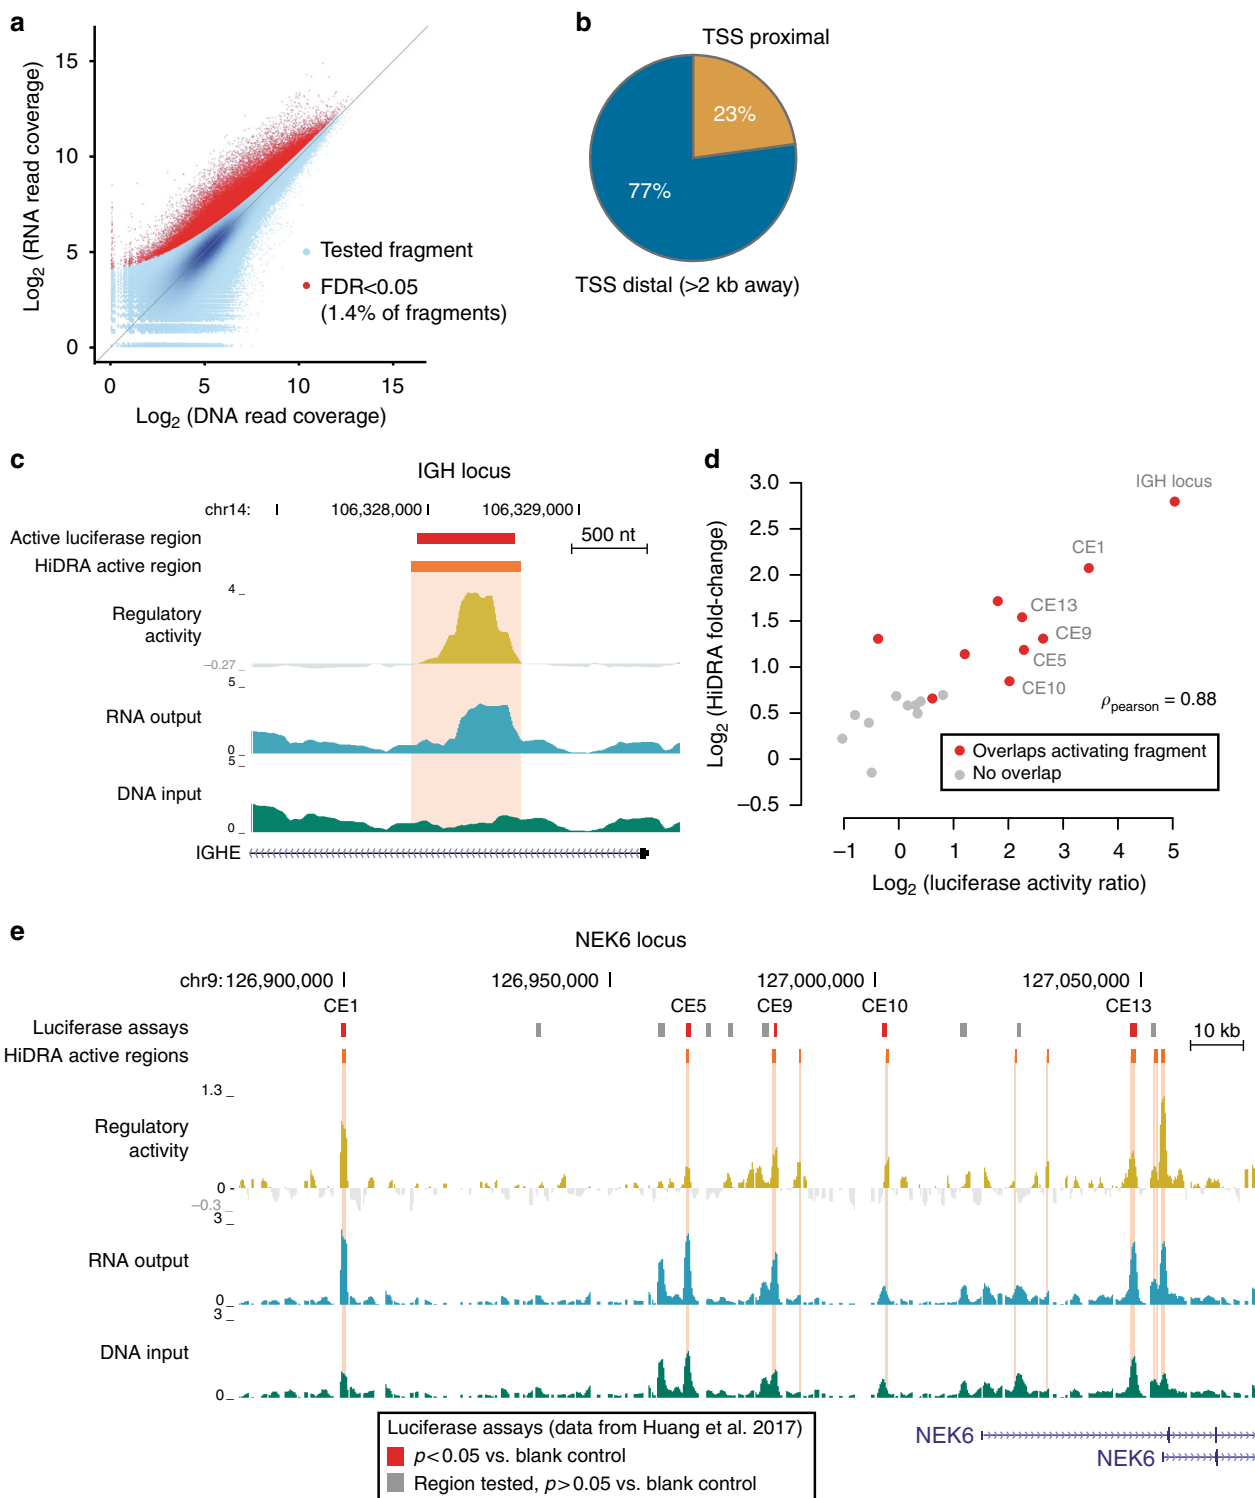 a
Log2 (RNA read coverage)
15
10
5
0
0 5 10 15
Log2 (DNA read coverage)
Tested fragment
FDR<0.05
(1.4% of fragments)
b
TSS proximal
23%
77%
TSS distal (>2 kb away)
c
IGH locus
chr14: 106,328,000 106,329,000
500 nt
Active luciferase region
HiDRA active region
4
Regulatory
activity
−0.27
5
RNA output
0
5
DNA input
0
IGHE
d
Log2 (HiDRA fold-change)
3.0
2.5
2.0
1.5
1.0
0.5
0
−0.5
IGH locus
CE1
CE13
CE9
CE5
CE10
ρpearson = 0.88
Overlaps activating fragment
No overlap
−1 0 1 2 3 4 5
Log2 (luciferase activity ratio)
e
NEK6 locus
chr9: 126,900,000 126,950,000 127,000,000 127,050,000
CE1 CE5 CE9 CE10 CE13
Luciferase assays
10 kb
HiDRA active regions
1.3
Regulatory
activity
0
−0.3
3
RNA output
0
3
DNA input
0
NEK6
NEK6
Luciferase assays (data from Huang et al. 2017)
p<0.05 vs. blank control
Region tested, p>0.05 vs. blank control